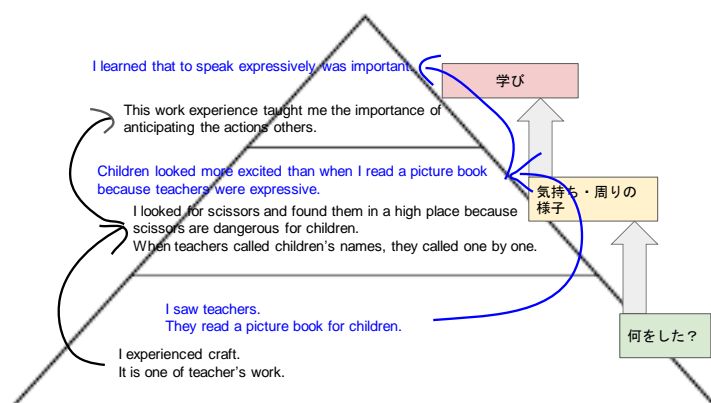 I learned that to speak expressively was important
学び
This work experience taught me the importance of
anticipating the actions others.
Children looked more excited than when I read a picture book
because teachers were expressive.
気持ち・周りの
様子
I looked for scissors and found them in a high place because
scissors are dangerous for children.
When teachers called children's names, they called one by one.
I saw teachers.
They read a picture book for children.
何をした？
I experienced craft.
It is one of teacher's work.